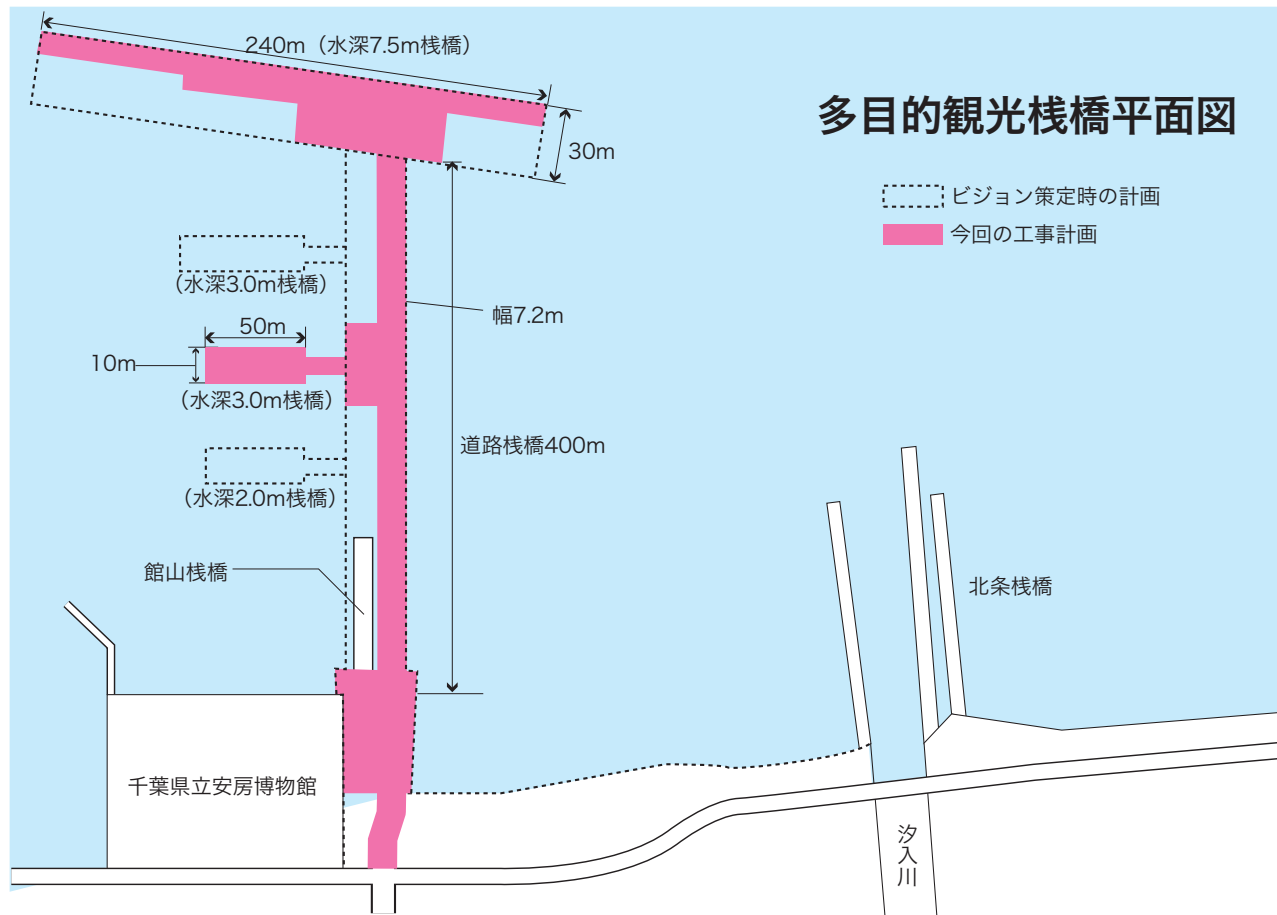 240m（水深7.5m桟橋）
多目的観光桟橋平面図
30m
ビジョン策定時の計画
今回の工事計画
（水深3.0m桟橋）
幅7.2m
50m
10m
（水深3.0m桟橋）
道路桟橋400m
（水深2.0m桟橋）
館山桟橋
北条桟橋
千葉県立安房博物館
汐入川